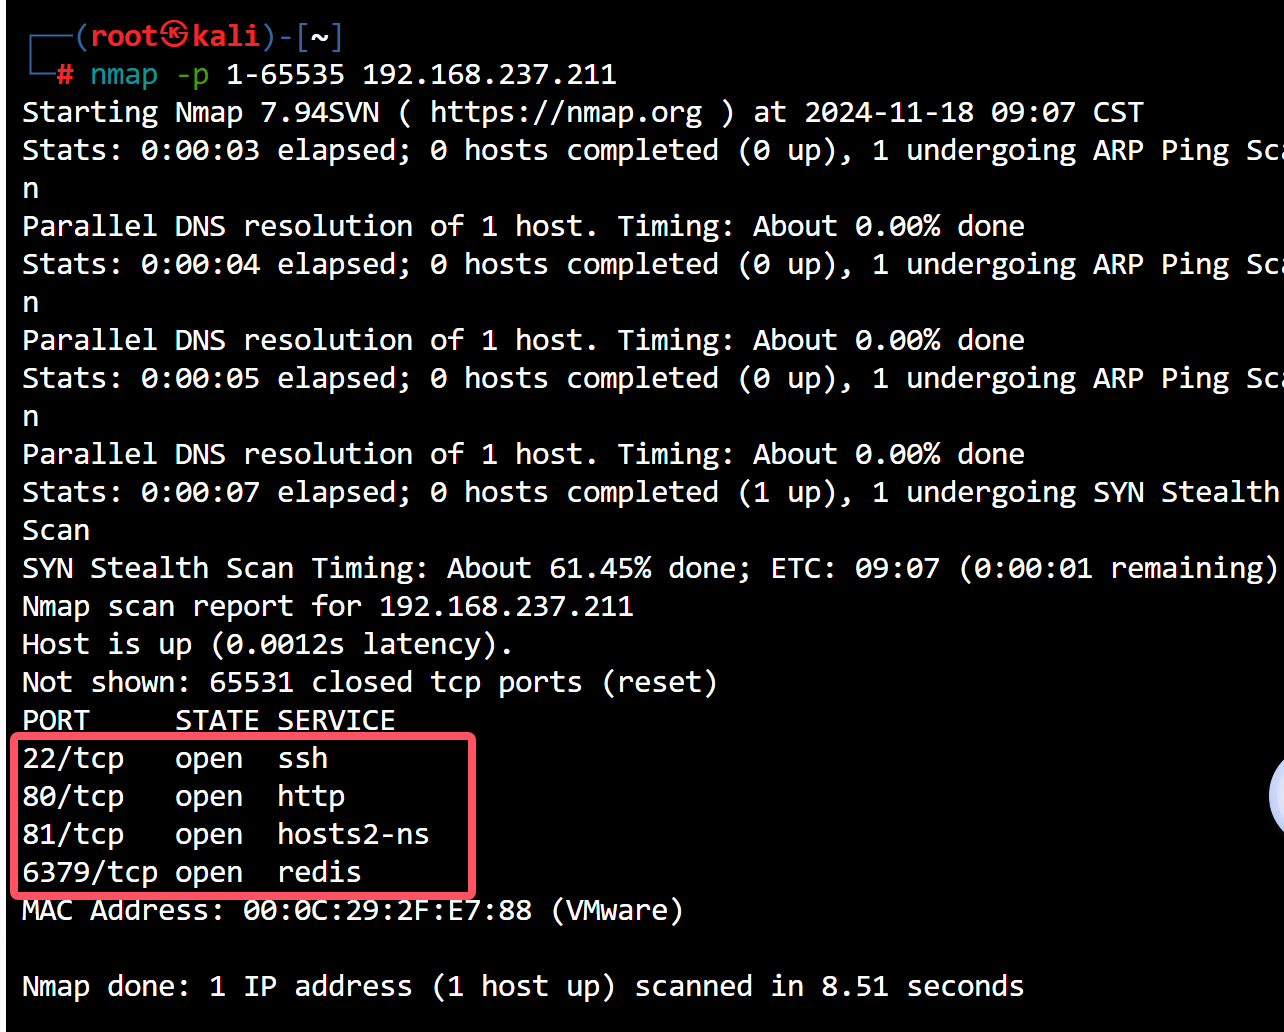 ┌──(root㉿kali)-[~]
└─# nmap -p 1-65535 192.168.237.211
Starting Nmap 7.94SVN ( https://nmap.org ) at 2024-11-18 09:07 CST
Stats: 0:00:03 elapsed; 0 hosts completed (0 up), 1 undergoing ARP Ping Sca
n
Parallel DNS resolution of 1 host. Timing: About 0.00% done
Stats: 0:00:04 elapsed; 0 hosts completed (0 up), 1 undergoing ARP Ping Sca
n
Parallel DNS resolution of 1 host. Timing: About 0.00% done
Stats: 0:00:05 elapsed; 0 hosts completed (0 up), 1 undergoing ARP Ping Sca
n
Parallel DNS resolution of 1 host. Timing: About 0.00% done
Stats: 0:00:07 elapsed; 0 hosts completed (1 up), 1 undergoing SYN Stealth
Scan
SYN Stealth Scan Timing: About 61.45% done; ETC: 09:07 (0:00:01 remaining)
Nmap scan report for 192.168.237.211
Host is up (0.0012s latency).
Not shown: 65531 closed tcp ports (reset)
PORT     STATE SERVICE
22/tcp   open  ssh
80/tcp   open  http
81/tcp   open  hosts2-ns
6379/tcp open  redis
MAC Address: 00:0C:29:2F:E7:88 (VMware)
Nmap done: 1 IP address (1 host up) scanned in 8.51 seconds